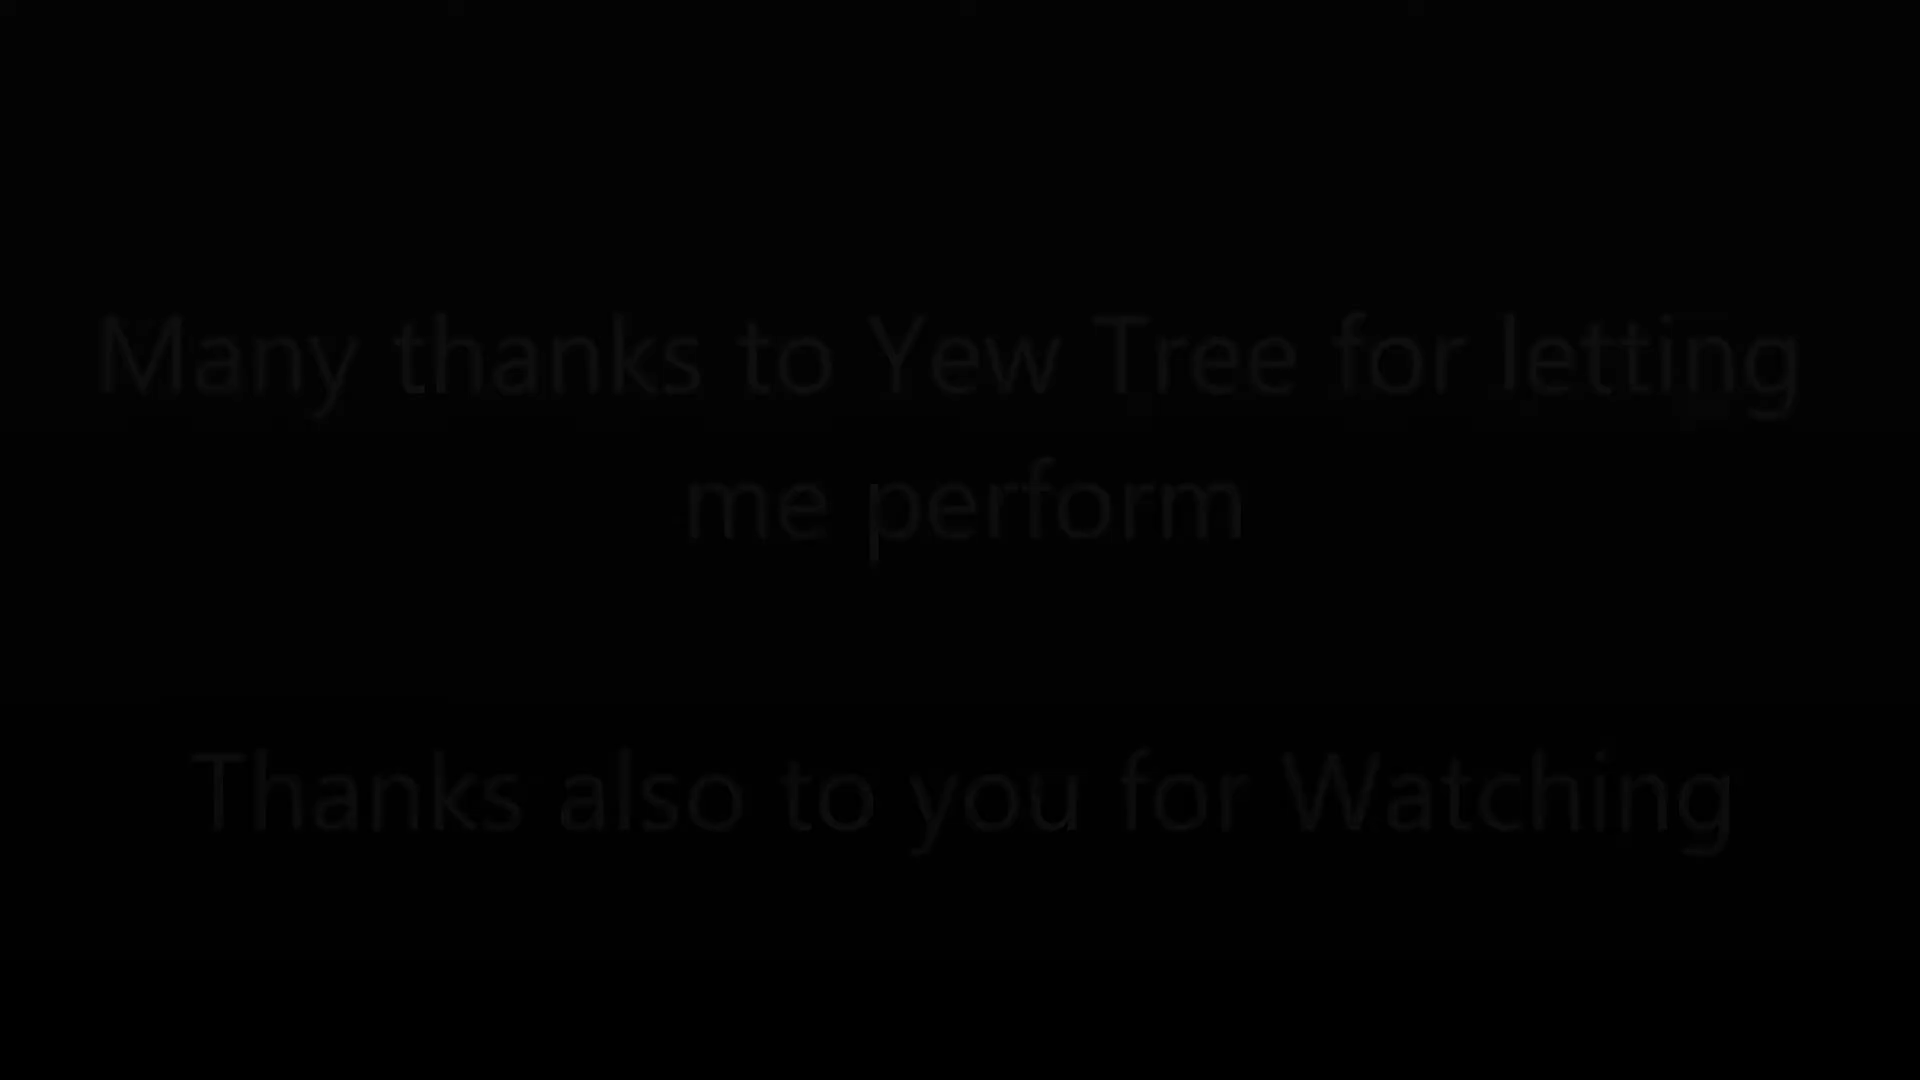 Many thanks to Yew Tree for letting
me perform
Thanks also to you for Watching